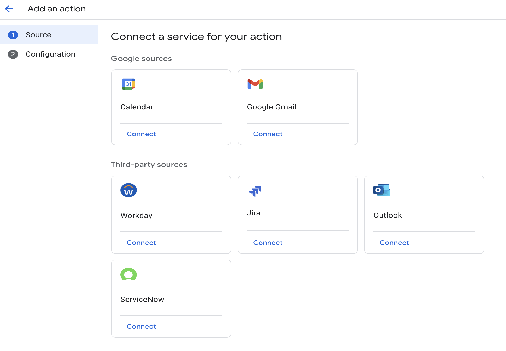 Add an action
1 Source
2 Configuration
Connect a service for your action
Google sources
Calendar
Connect
Google Gmail
Connect
Third-party sources
Workday
Connect
Jira
Connect
Outlook
Connect
ServiceNow
Connect